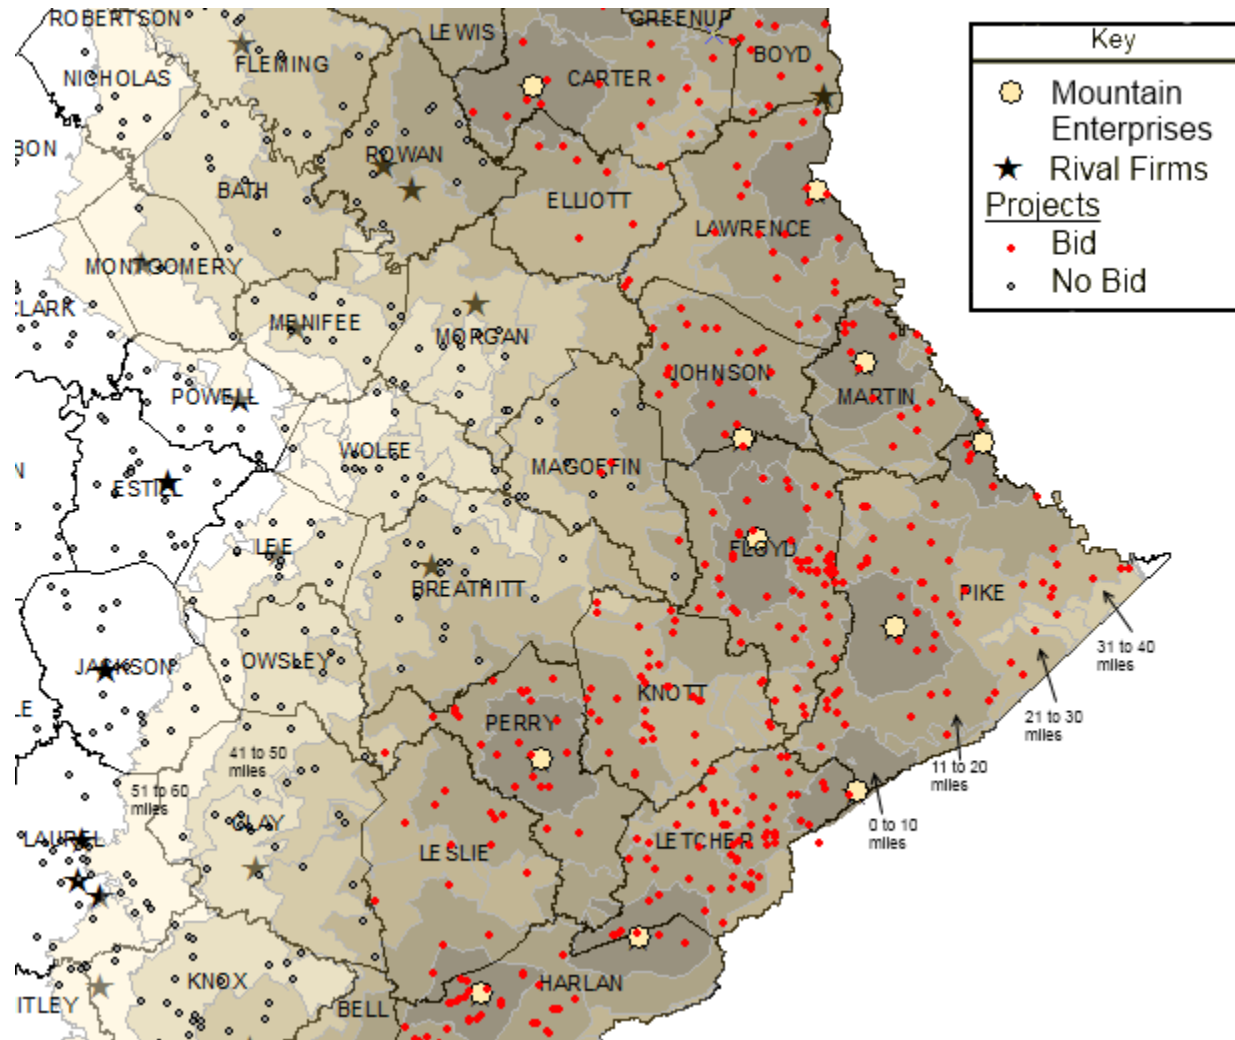 ROBERTSON
LEWIS
GREENUP
FLEMING
BOYD
NICHOLAS
CARTER
BON
ROWAN
BATH
ELLIOTT
LAWRENCE
MONTGOMERY
CLARK
MENIFEE
MORGAN
JOHNSON
MARTIN
POWELL
WOLFE
MAGOFFIN
N
ESTILL
LEE
FLOYD
BREATHITT
PIKE
OWSLEY
JACKSON
KNOTT
LE
PERRY
CLAY
LAUREL
LESLIE
LETCHER
KNOX
HARLAN
ITLEY
BELL
31 to 40
miles
21 to 30
miles
11 to 20
miles
0 to 10
miles
41 to 50
miles
51 to 60
miles
Key
Mountain
Enterprises
Rival Firms
Projects
Bid
No Bid